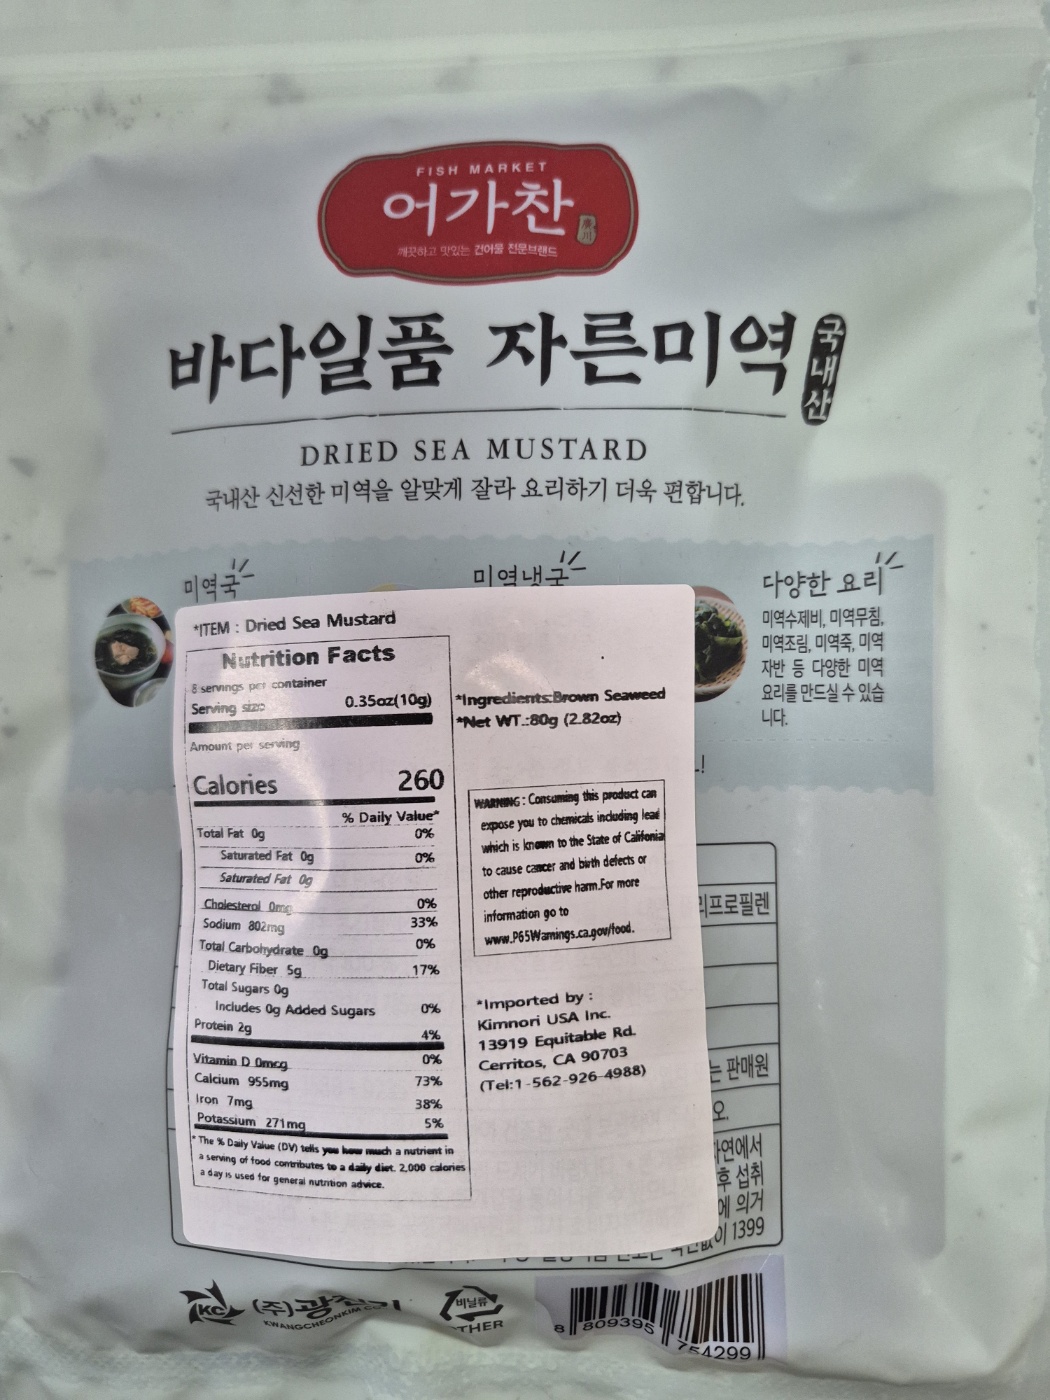 FISH MARKET
어가찬
廣川
깨끗하고 맛있는 건어물 전문브랜드
바다일품 자른미역
국내산
DRIED SEA MUSTARD
국내산 신선한 미역을 알맞게 잘라 요리하기 더욱 편합니다.
미역국
미역냉국
다양한 요리
미역수제비, 미역무침,
미역조림, 미역죽, 미역
자반 등 다양한 미역
요리를 만드실 수 있습
니다.
*ITEM : Dried Sea Mustard
Nutrition Facts
8 servings per container
Serving size 0.35oz(10g)
Amount per serving
Calories 260
% Daily Value*
Total Fat 0g 0%
Saturated Fat 0g 0%
Saturated Fat 0g
Cholesterol 0mg 0%
Sodium 802mg 33%
Total Carbohydrate 0g 0%
Dietary Fiber 5g 17%
Total Sugars 0g
Includes 0g Added Sugars 0%
Protein 2g 4%
Vitamin D 0mcg 0%
Calcium 955mg 73%
Iron 7mg 38%
Potassium 271mg 5%
* The % Daily Value (DV) tells you how much a nutrient in
a serving of food contributes to a daily diet. 2,000 calories
a day is used for general nutrition advice.
*Ingredients:Brown Seaweed
*Net WT.:80g (2.82oz)
WARNING : Consuming this product can
expose you to chemicals including lead
which is known to the State of Califonia
to cause cancer and birth defects or
other reproductive harm.For more
information go to
www.P65Warnings.ca.gov/food.
*Imported by :
Kimnori USA Inc.
13919 Equitable Rd.
Cerritos, CA 90703
(Tel:1-562-926-4988)
리프로필렌
는 판매원
오.
자연에서
후 섭취
에 의거
없이 1399
KC
(주)광천김
KWANGCHEONKIM.CO
비닐류
OTHER
8 809395 754299